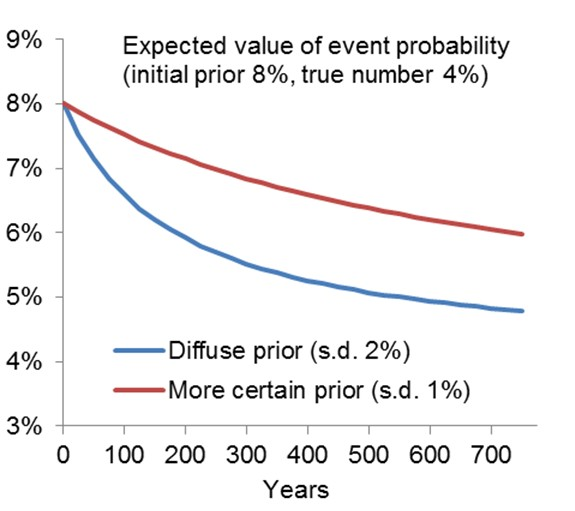 Expected value of event probability
(initial prior 8%, true number 4%)
9%
8%
7%
6%
5%
4%
3%
Diffuse prior (s.d. 2%)
More certain prior (s.d. 1%)
0 100 200 300 400 500 600 700
Years